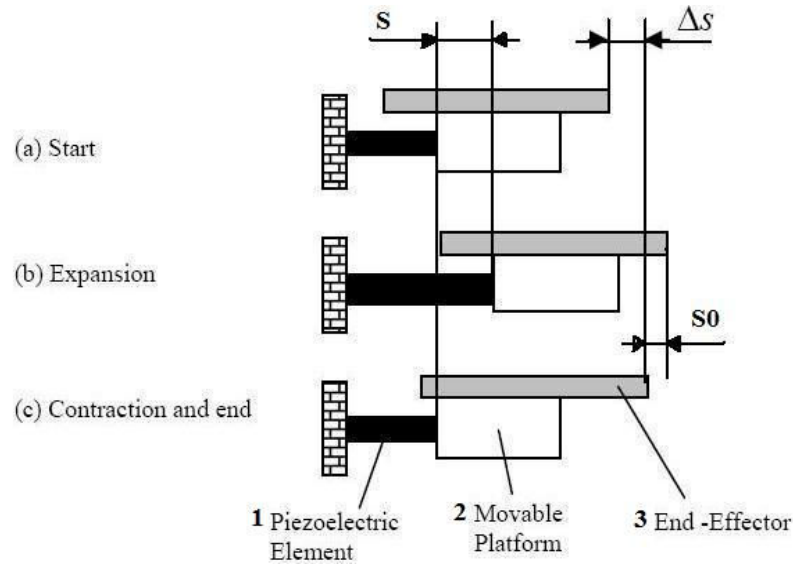 S
Δs
(a) Start
(b) Expansion
S0
(c) Contraction and end
1 Piezoelectric
Element
2 Movable
Platform
3 End -Effector